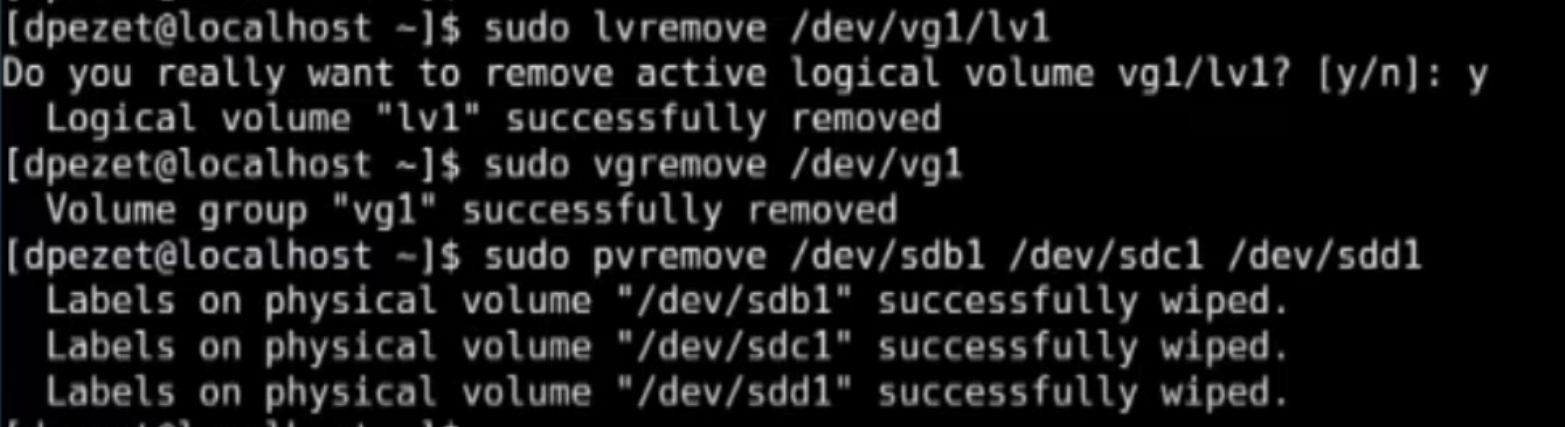 [dpezet@localhost ~]$ sudo lvremove /dev/vg1/lv1
Do you really want to remove active logical volume vg1/lv1? [y/n]: y
  Logical volume "lv1" successfully removed
[dpezet@localhost ~]$ sudo vgremove /dev/vg1
  Volume group "vg1" successfully removed
[dpezet@localhost ~]$ sudo pvremove /dev/sdb1 /dev/sdc1 /dev/sdd1
  Labels on physical volume "/dev/sdb1" successfully wiped.
  Labels on physical volume "/dev/sdc1" successfully wiped.
  Labels on physical volume "/dev/sdd1" successfully wiped.